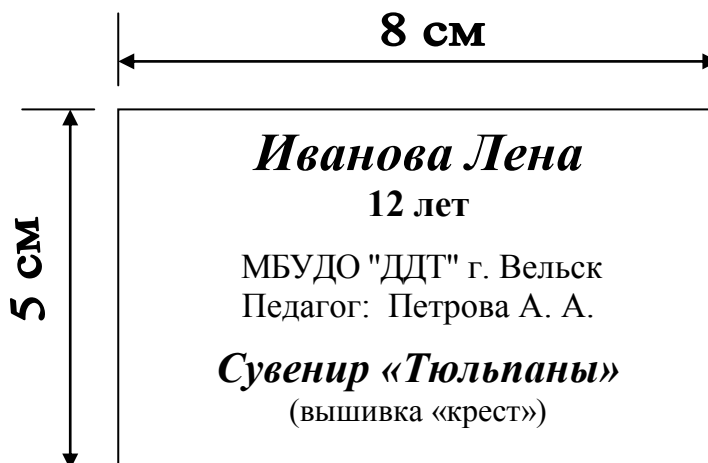 8 см
5 см
Иванова Лена
12 лет
МБУДО "ДДТ" г. Вельск
Педагог: Петрова А. А.
Сувенир «Тюльпаны»
(вышивка «крест»)